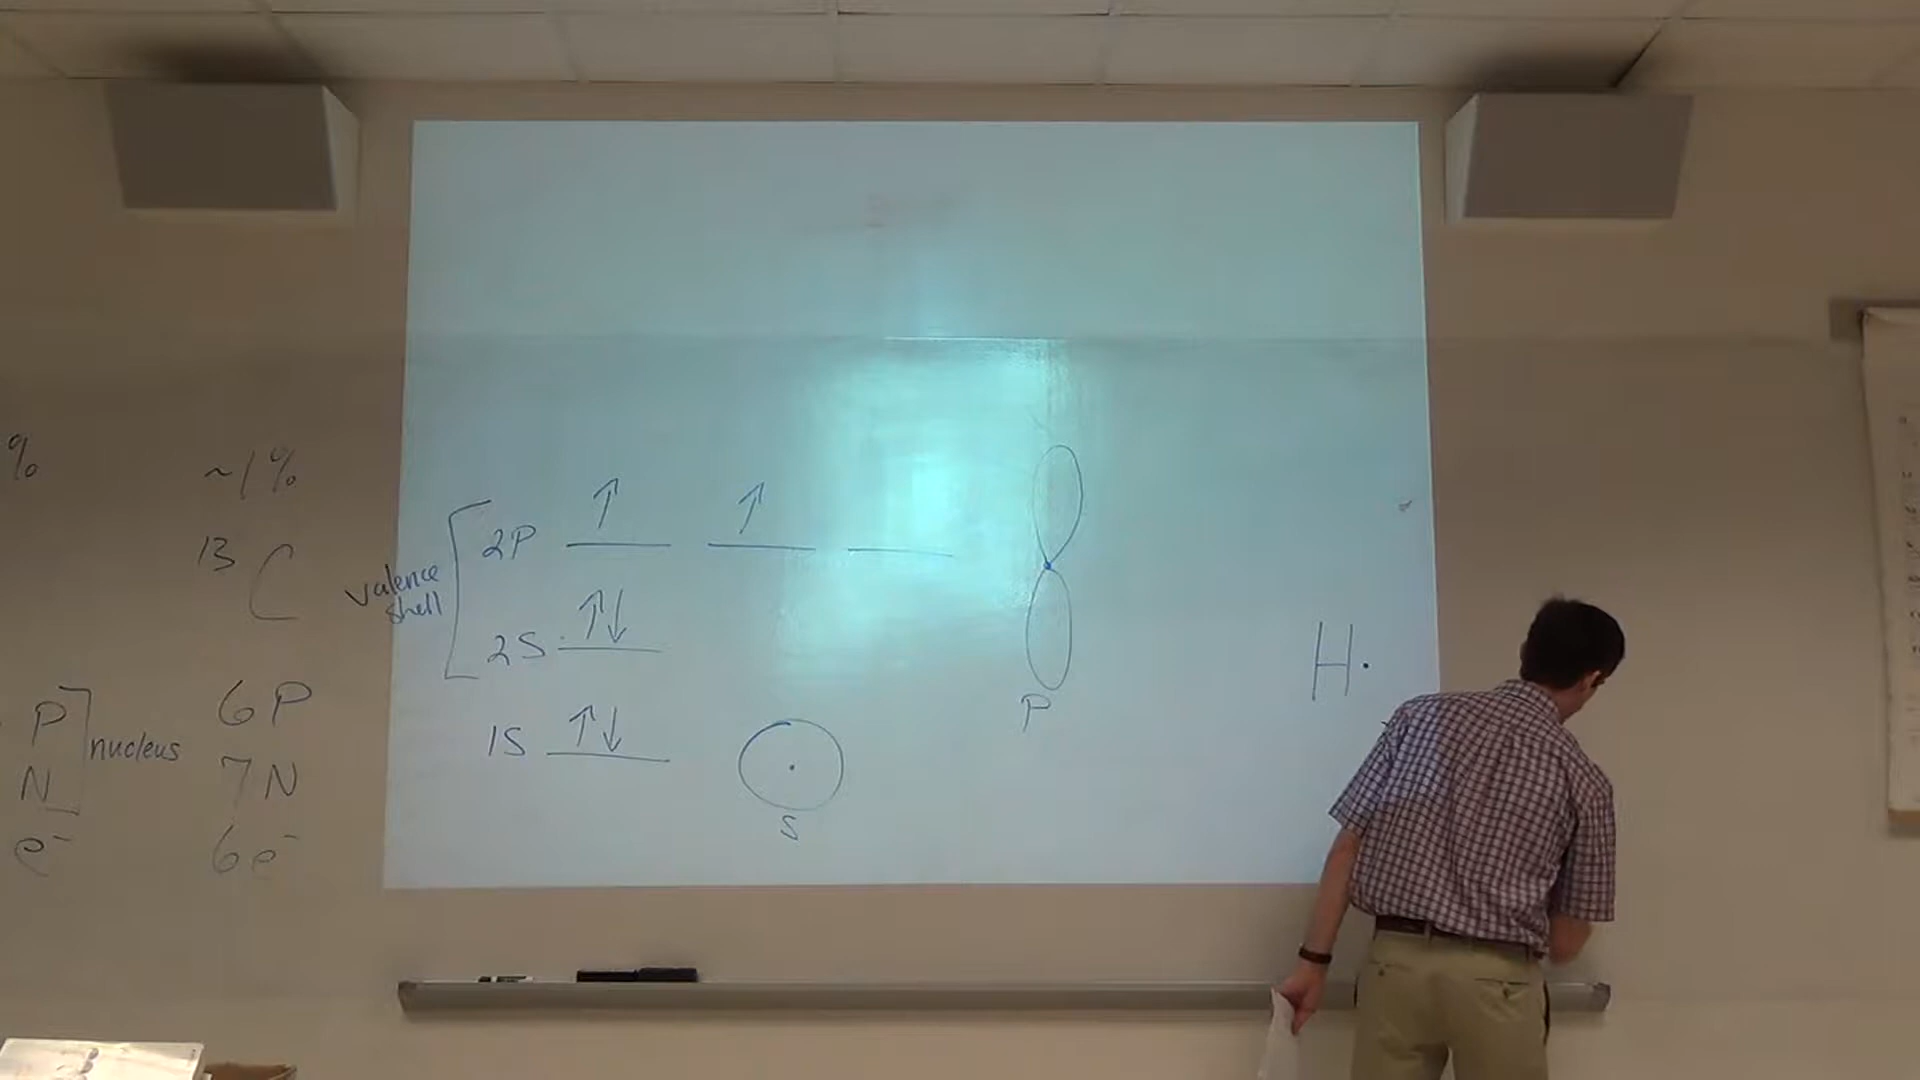 %
~1%
13 C
valence
shell
2P ↑ ↑
2S ↑↓
1S ↑↓
S
P
H·
P
N
nucleus
e⁻
6P
7N
6e⁻